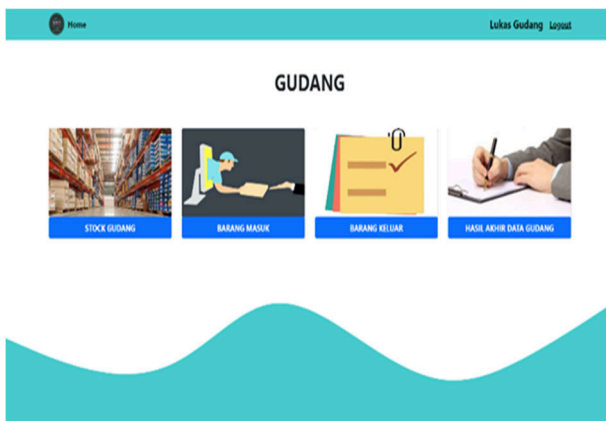 Home
Lukas Gudang Logout
GUDANG
STOCK GUDANG
BARANG MASUK
BARANG KELUAR
HASIL AKHIR DATA GUDANG